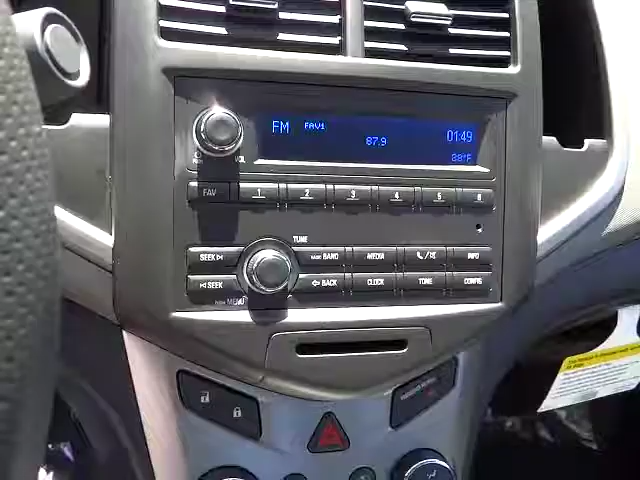 FM FAV1 01:49
87.9
88°F
VOL
FAV 1 2 3 4 5 6
TUNE
SEEK BAND MEDIA INFO
SEEK BACK CLOCK TONE CONFIG
MENU